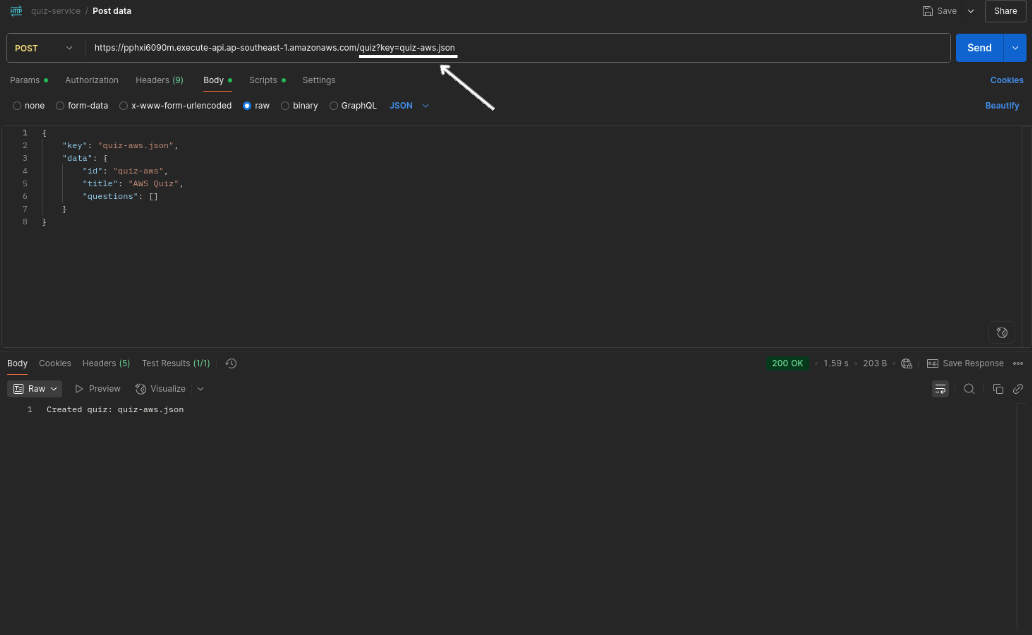 HTTP quiz-service / Post data Save Share
POST https://pphxi6090m.execute-api.ap-southeast-1.amazonaws.com/quiz?key=quiz-aws.json Send
Params Authorization Headers (9) Body Scripts Settings Cookies
none form-data x-www-form-urlencoded raw binary GraphQL JSON Beautify
1 {
2 "key": "quiz-aws.json",
3 "data": {
4 "id": "quiz-aws",
5 "title": "AWS Quiz",
6 "questions": []
7 }
8 }
Body Cookies Headers (5) Test Results (1/1) 200 OK • 1.59 s • 203 B Save Response
Raw Preview Visualize
1 Created quiz: quiz-aws.json